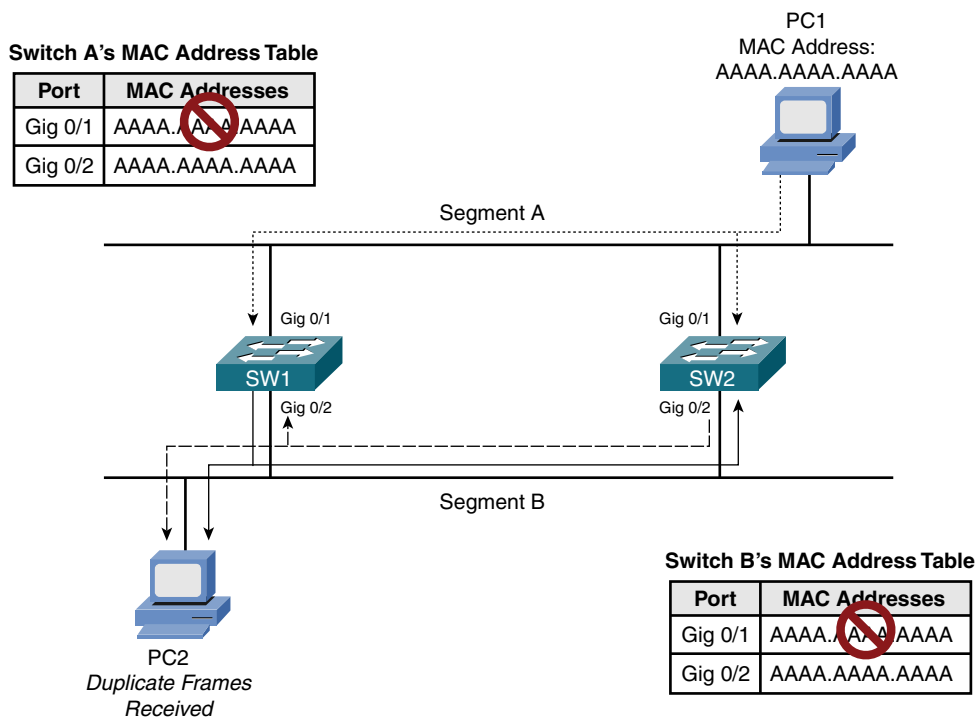 PC1
MAC Address:
AAAA.AAAA.AAAA
Switch A's MAC Address Table
Port MAC Addresses
Gig 0/1 AAAA.AAAA.AAAA
Gig 0/2 AAAA.AAAA.AAAA
Segment A
Gig 0/1
Gig 0/1
SW1
SW2
Gig 0/2
Gig 0/2
Segment B
Switch B's MAC Address Table
Port MAC Addresses
Gig 0/1 AAAA.AAAA.AAAA
Gig 0/2 AAAA.AAAA.AAAA
PC2
Duplicate Frames
Received